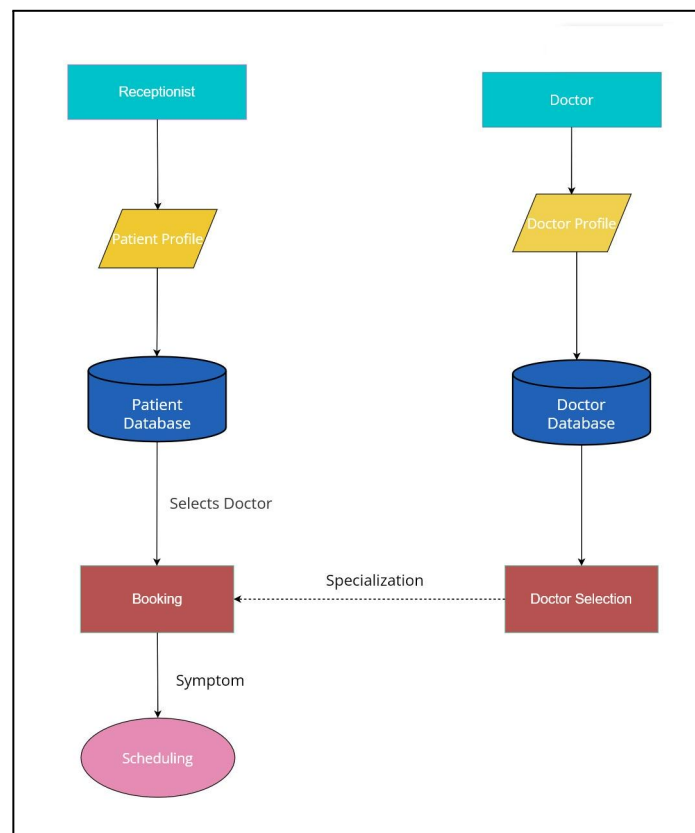 Receptionist
Doctor
Patient Profile
Doctor Profile
Patient
Database
Doctor
Database
Selects Doctor
Specialization
Booking
Doctor Selection
Symptom
Scheduling